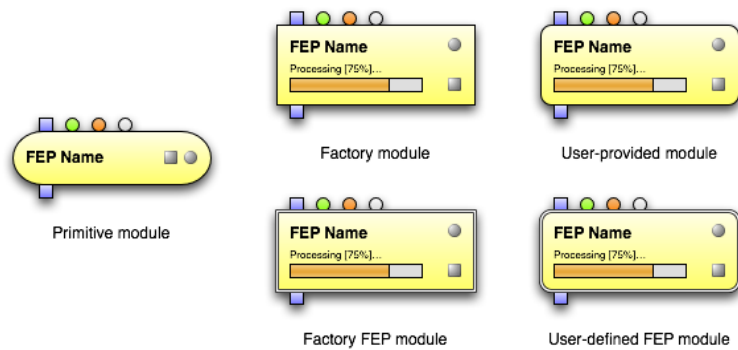 FEP Name
Processing [75%]...
Factory module
FEP Name
Processing [75%]...
User-provided module
FEP Name
Primitive module
FEP Name
Processing [75%]...
Factory FEP module
FEP Name
Processing [75%]...
User-defined FEP module